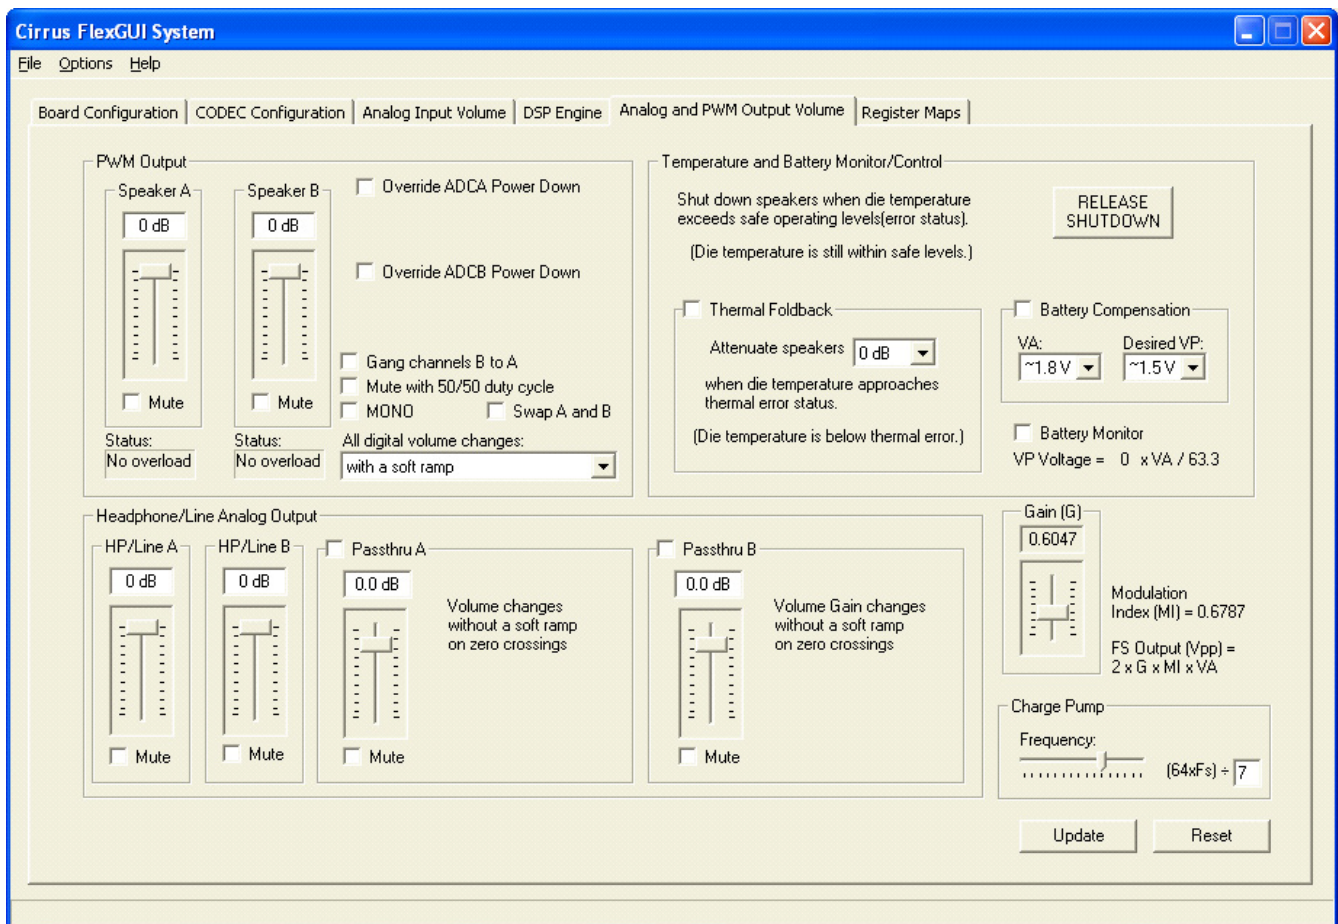 Cirrus FlexGUI System
File Options Help
Board Configuration
CODEC Configuration
Analog Input Volume
DSP Engine
Analog and PWM Output Volume
Register Maps
PWM Output
Speaker A
0 dB
Mute
Status:
No overload
Speaker B
0 dB
Mute
Status:
No overload
Override ADCA Power Down
Override ADCB Power Down
Gang channels B to A
Mute with 50/50 duty cycle
MONO
Swap A and B
All digital volume changes:
with a soft ramp
Temperature and Battery Monitor/Control
Shut down speakers when die temperature
exceeds safe operating levels(error status).
(Die temperature is still within safe levels.)
RELEASE
SHUTDOWN
Thermal Foldback
Attenuate speakers 0 dB
when die temperature approaches
thermal error status.
(Die temperature is below thermal error.)
Battery Compensation
VA:
~1.8 V
Desired VP:
~1.5 V
Battery Monitor
VP Voltage = 0 x VA / 63.3
Headphone/Line Analog Output
HP/Line A
0 dB
Mute
HP/Line B
0 dB
Mute
Passthru A
0.0 dB
Volume changes
without a soft ramp
on zero crossings
Mute
Passthru B
0.0 dB
Volume Gain changes
without a soft ramp
on zero crossings
Mute
Gain (G)
0.6047
Modulation
Index (MI) = 0.6787
FS Output (Vpp) =
2 x G x MI x VA
Charge Pump
Frequency:
(64xFs) ÷ 7
Update
Reset